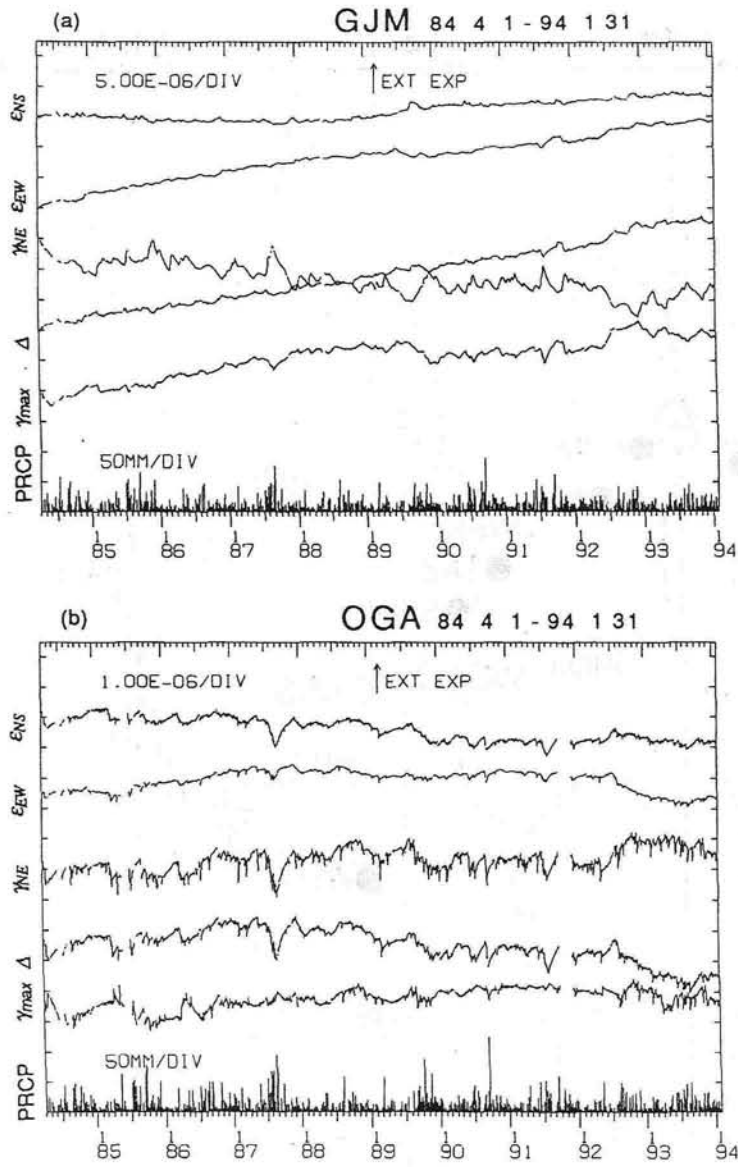 (a) GJM 84 4 1 - 94 1 31
5.00E-06/DIV ↑ EXT EXP
εNS
εEW
γNE
Δ
γmax
50MM/DIV
PRCP
85 86 87 88 89 90 91 92 93 94
(b) OGA 84 4 1 - 94 1 31
1.00E-06/DIV ↑ EXT EXP
εNS
εEW
γNE
Δ
γmax
50MM/DIV
PRCP
85 86 87 88 89 90 91 92 93 94